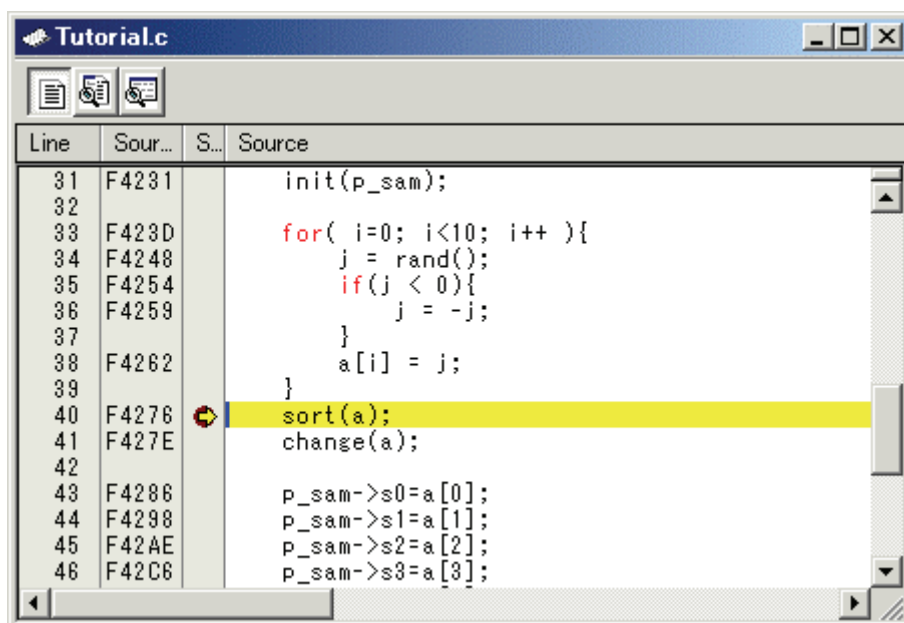 Tutorial.c
Line Sour... S... Source
31 F4231 init(p_sam);
32
33 F423D for( i=0; i<10; i++ ){
34 F4248 j = rand();
35 F4254 if(j < 0){
36 F4259 j = -j;
37 }
38 F4262 a[i] = j;
39 }
40 F4276 sort(a);
41 F427E change(a);
42
43 F4286 p_sam->s0=a[0];
44 F4298 p_sam->s1=a[1];
45 F42AE p_sam->s2=a[2];
46 F42C6 p_sam->s3=a[3];